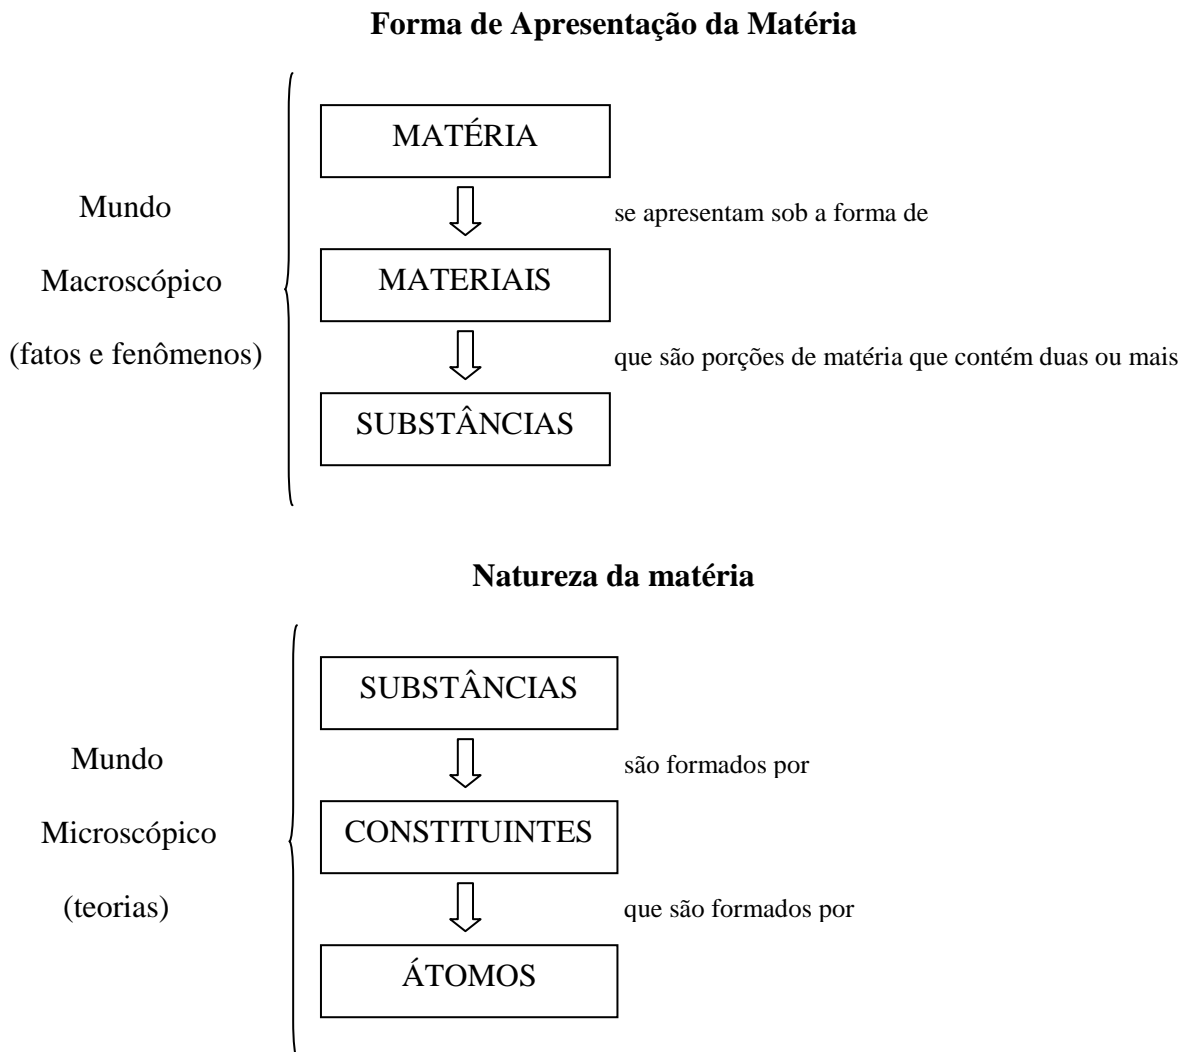 Forma de Apresentação da Matéria
MATÉRIA
Mundo
se apresentam sob a forma de
Macroscópico
MATERIAIS
(fatos e fenômenos)
que são porções de matéria que contém duas ou mais
SUBSTÂNCIAS
Natureza da matéria
SUBSTÂNCIAS
Mundo
são formados por
Microscópico
CONSTITUINTES
(teorias)
que são formados por
ÁTOMOS